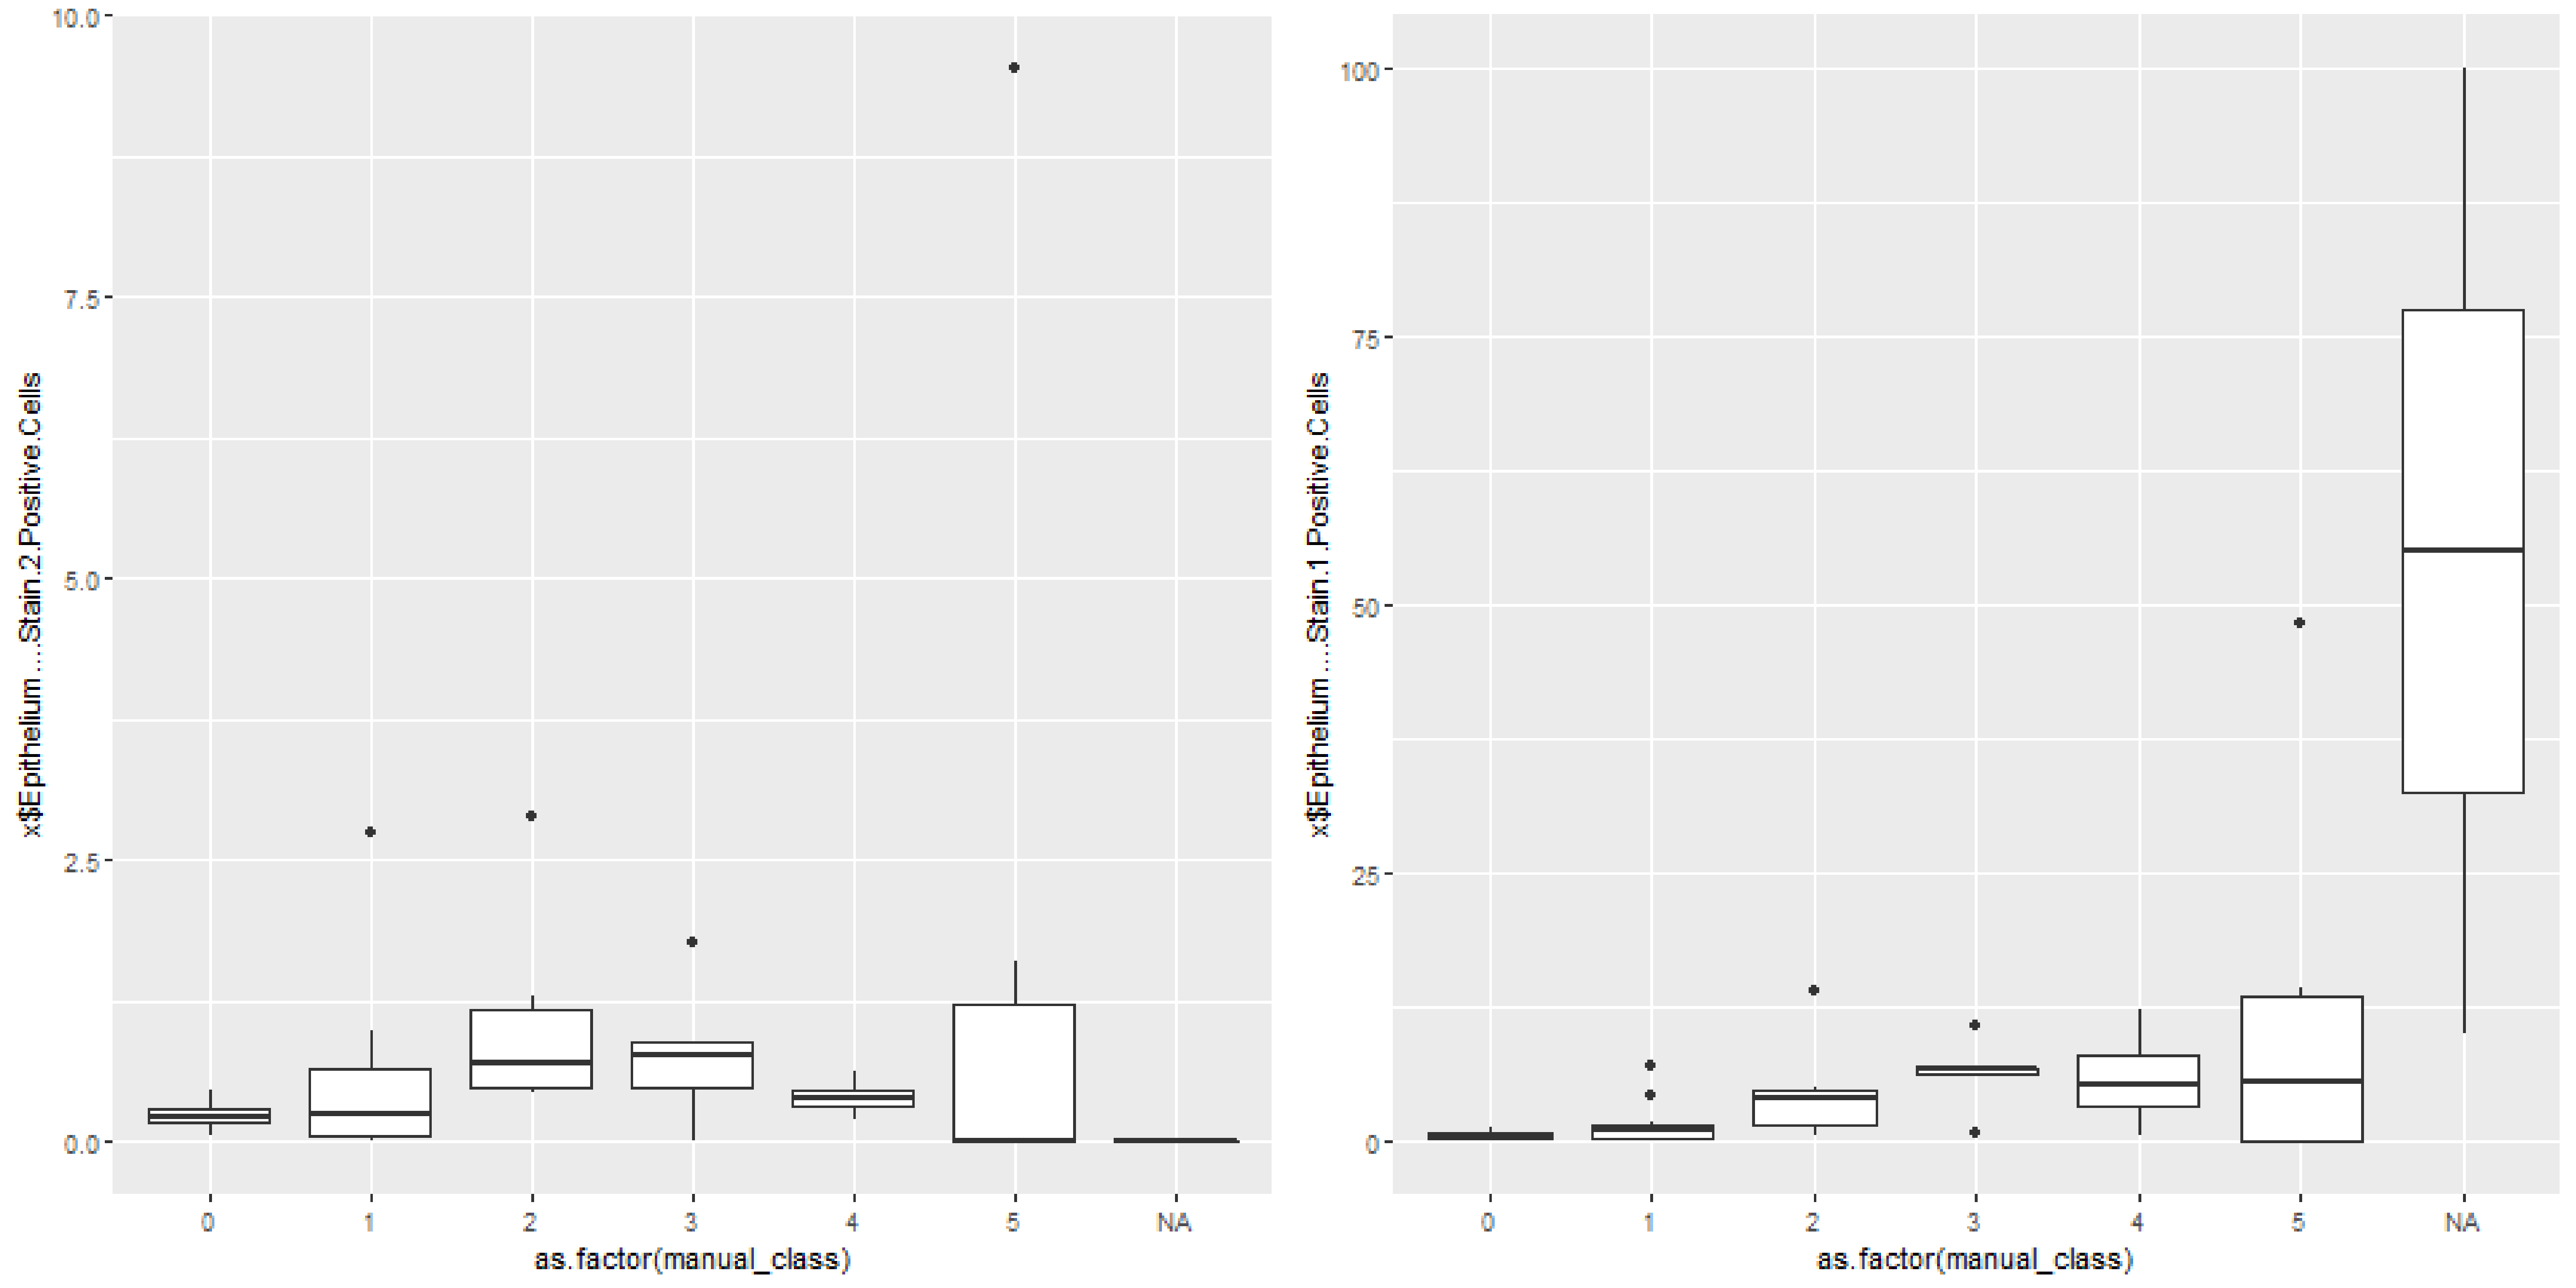 x$Epithelium....Stain.2.Positive.Cells
10.0
7.5
5.0
2.5
0.0
0 1 2 3 4 5 NA
as.factor(manual_class)
x$Epithelium....Stain.1.Positive.Cells
100
75
50
25
0
0 1 2 3 4 5 NA
as.factor(manual_class)